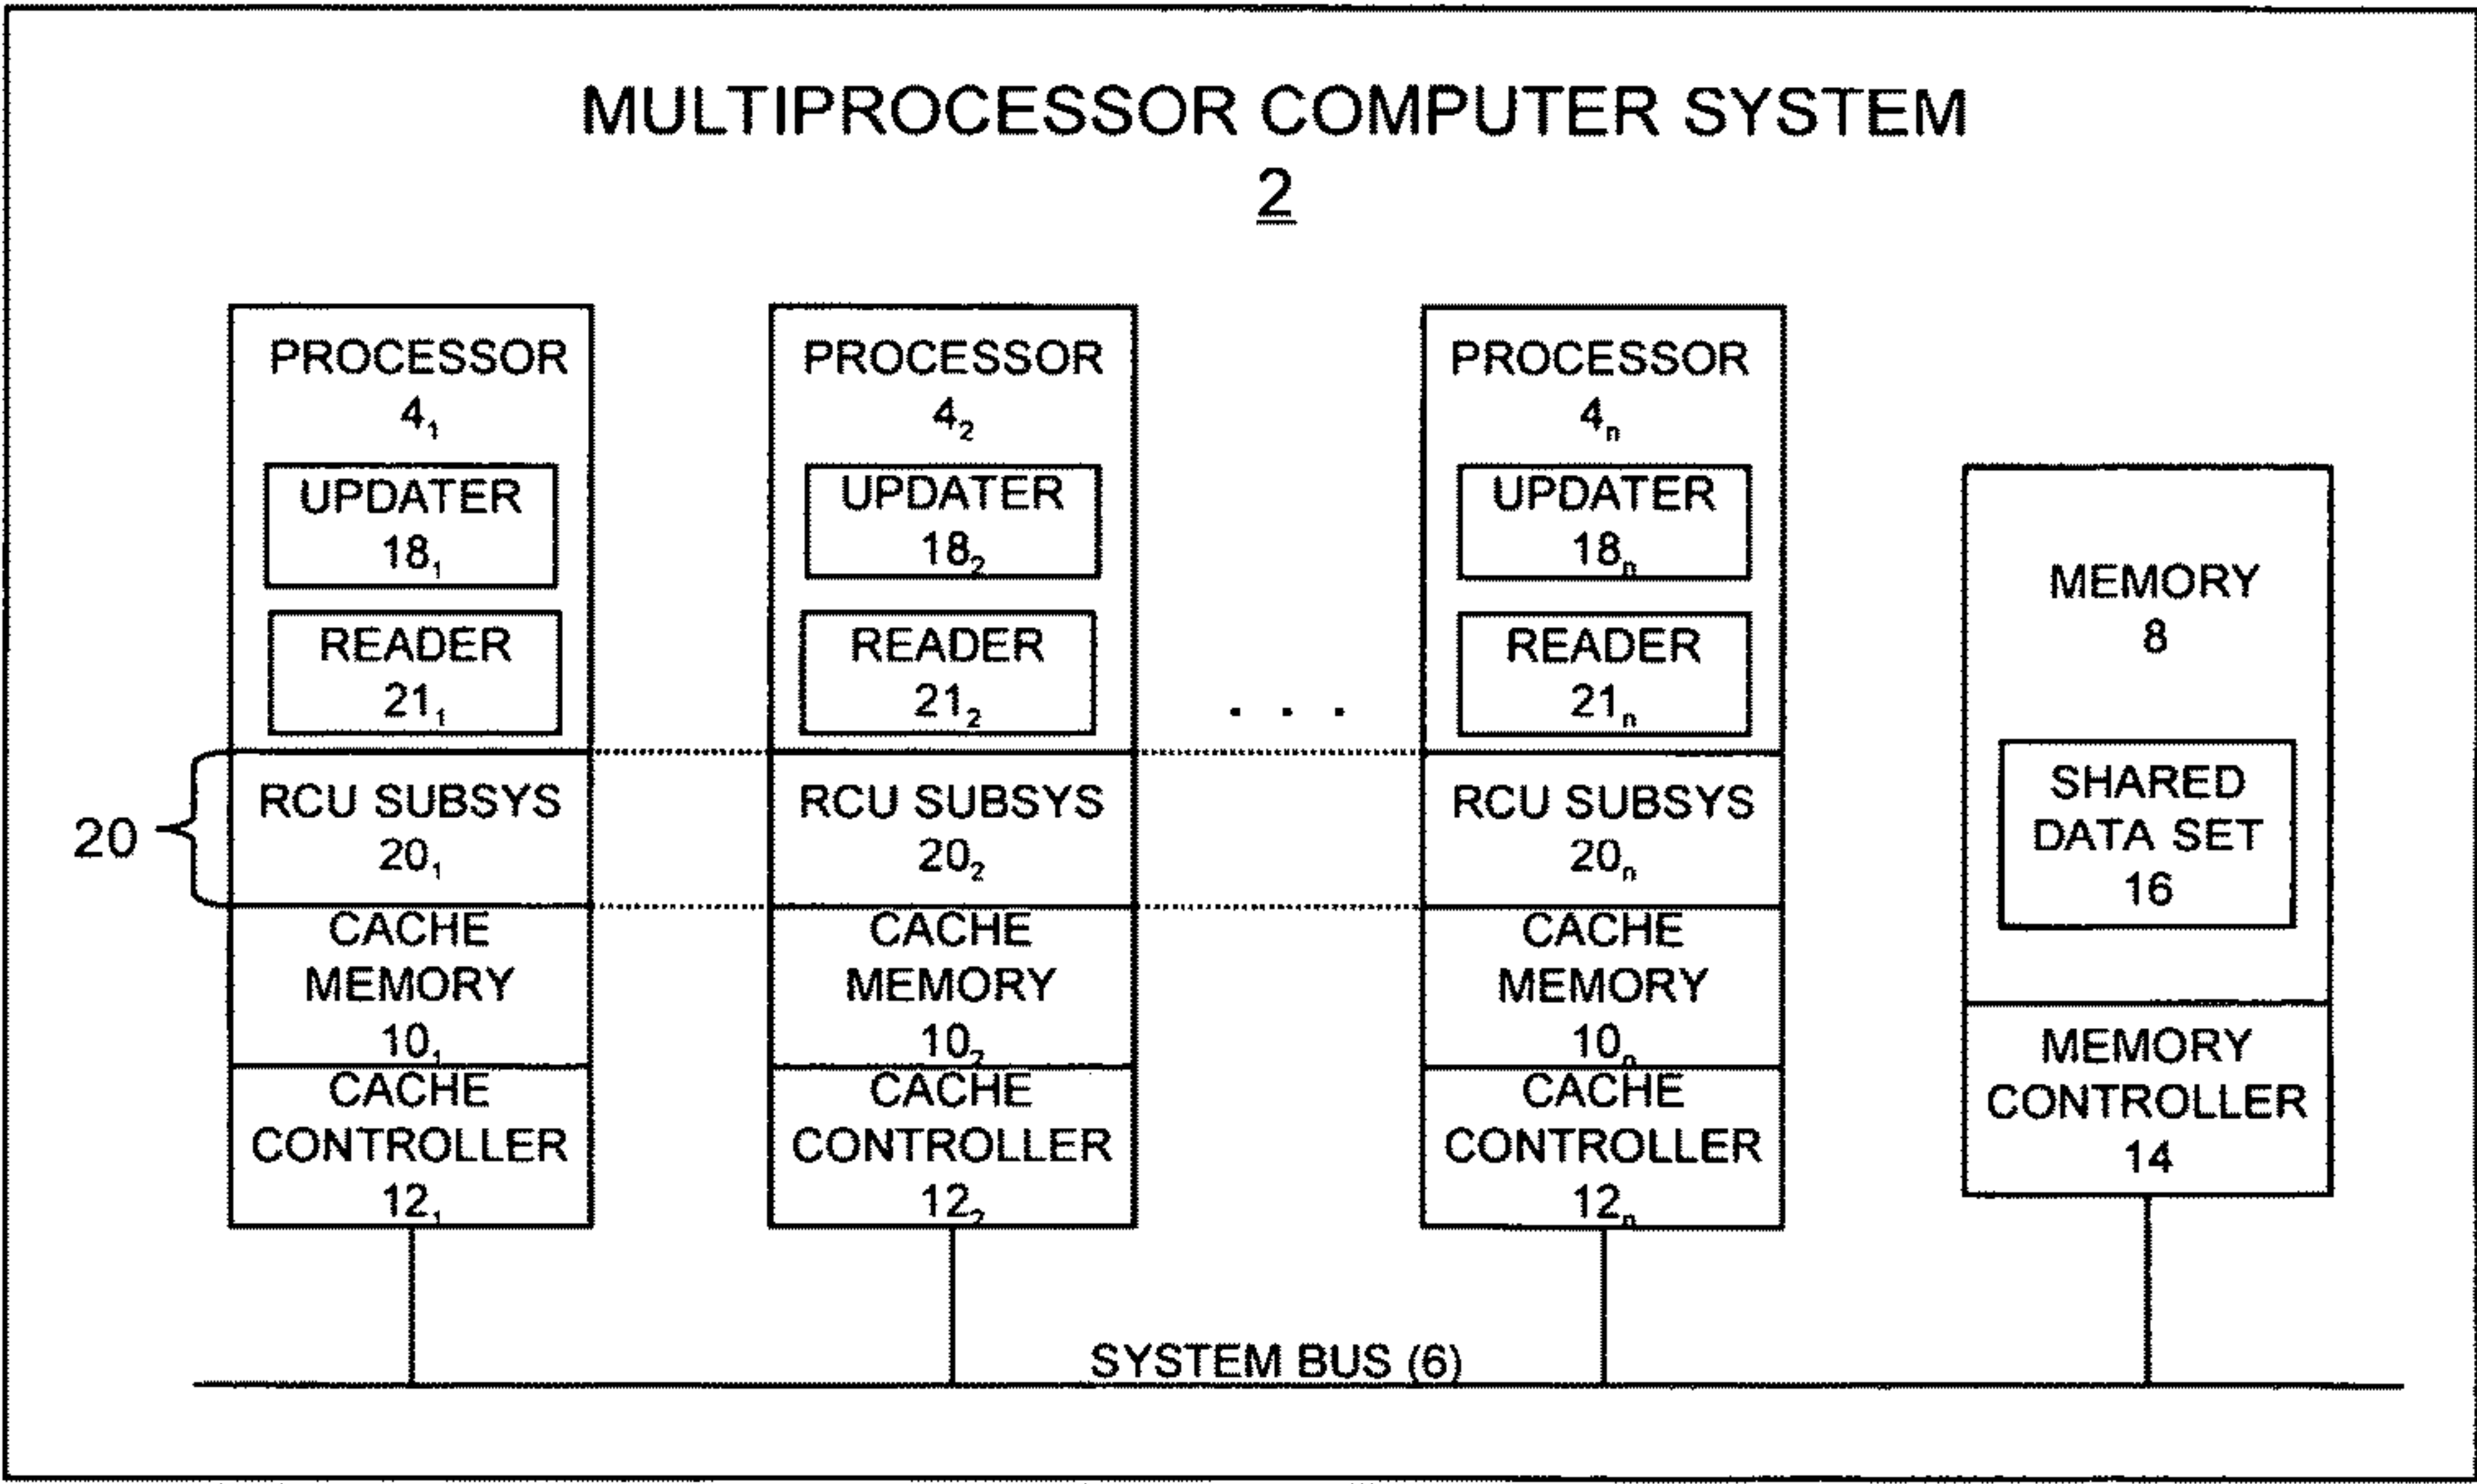 MULTIPROCESSOR COMPUTER SYSTEM
2
PROCESSOR
4₁
UPDATER
18₁
READER
21₁
RCU SUBSYS
20₁
CACHE
MEMORY
10₁
CACHE
CONTROLLER
12₁
20
PROCESSOR
4₂
UPDATER
18₂
READER
21₂
RCU SUBSYS
20₂
CACHE
MEMORY
10₂
CACHE
CONTROLLER
12₂
. . .
PROCESSOR
4ₙ
UPDATER
18ₙ
READER
21ₙ
RCU SUBSYS
20ₙ
CACHE
MEMORY
10ₙ
CACHE
CONTROLLER
12ₙ
MEMORY
8
SHARED
DATA SET
16
MEMORY
CONTROLLER
14
SYSTEM BUS (6)